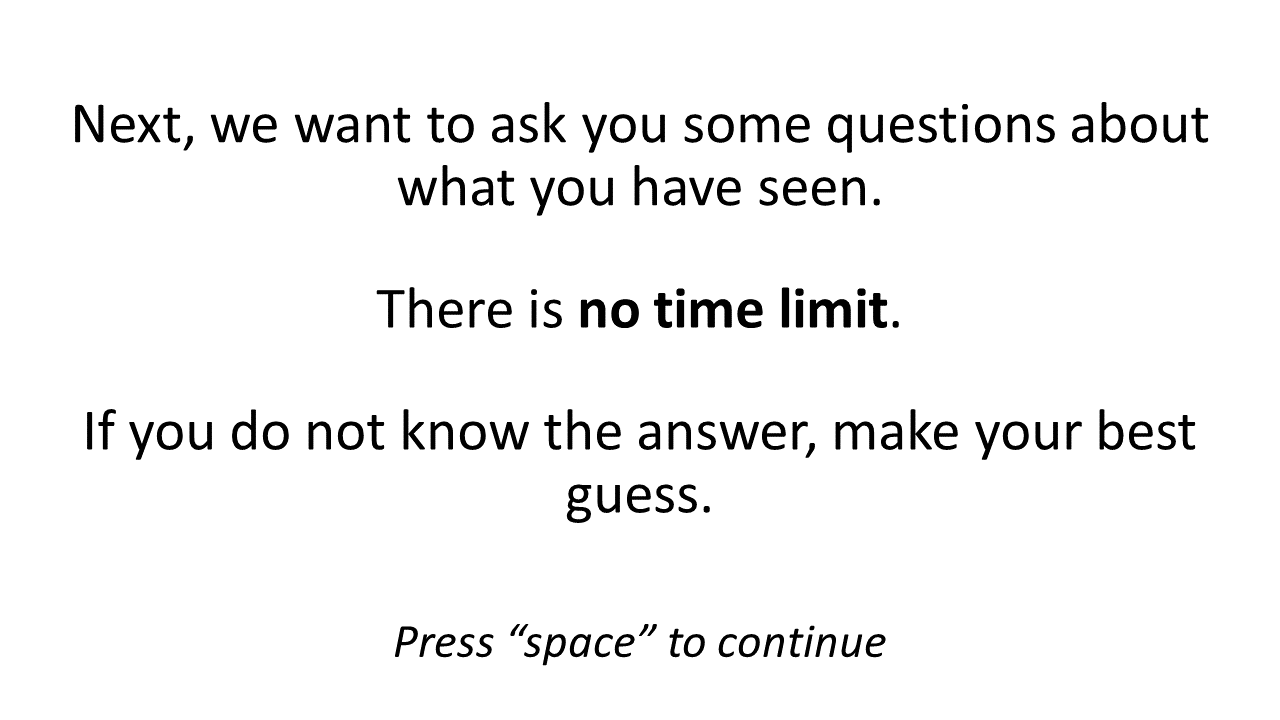 Next, we want to ask you some questions about
what you have seen.
There is no time limit.
If you do not know the answer, make your best
guess.
Press “space” to continue